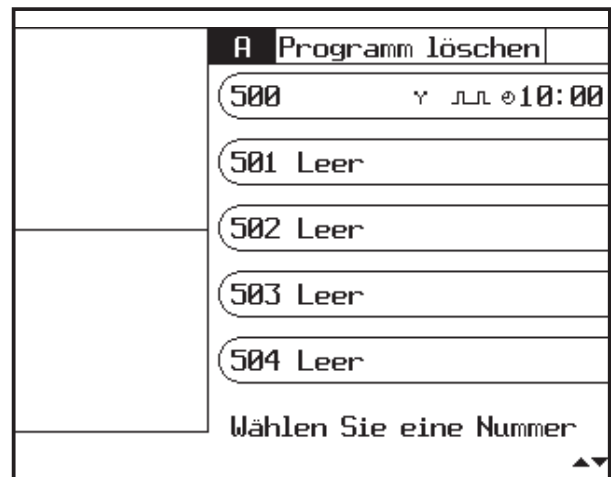 A Programm löschen
500 10:00
501 Leer
502 Leer
503 Leer
504 Leer
Wählen Sie eine Nummer